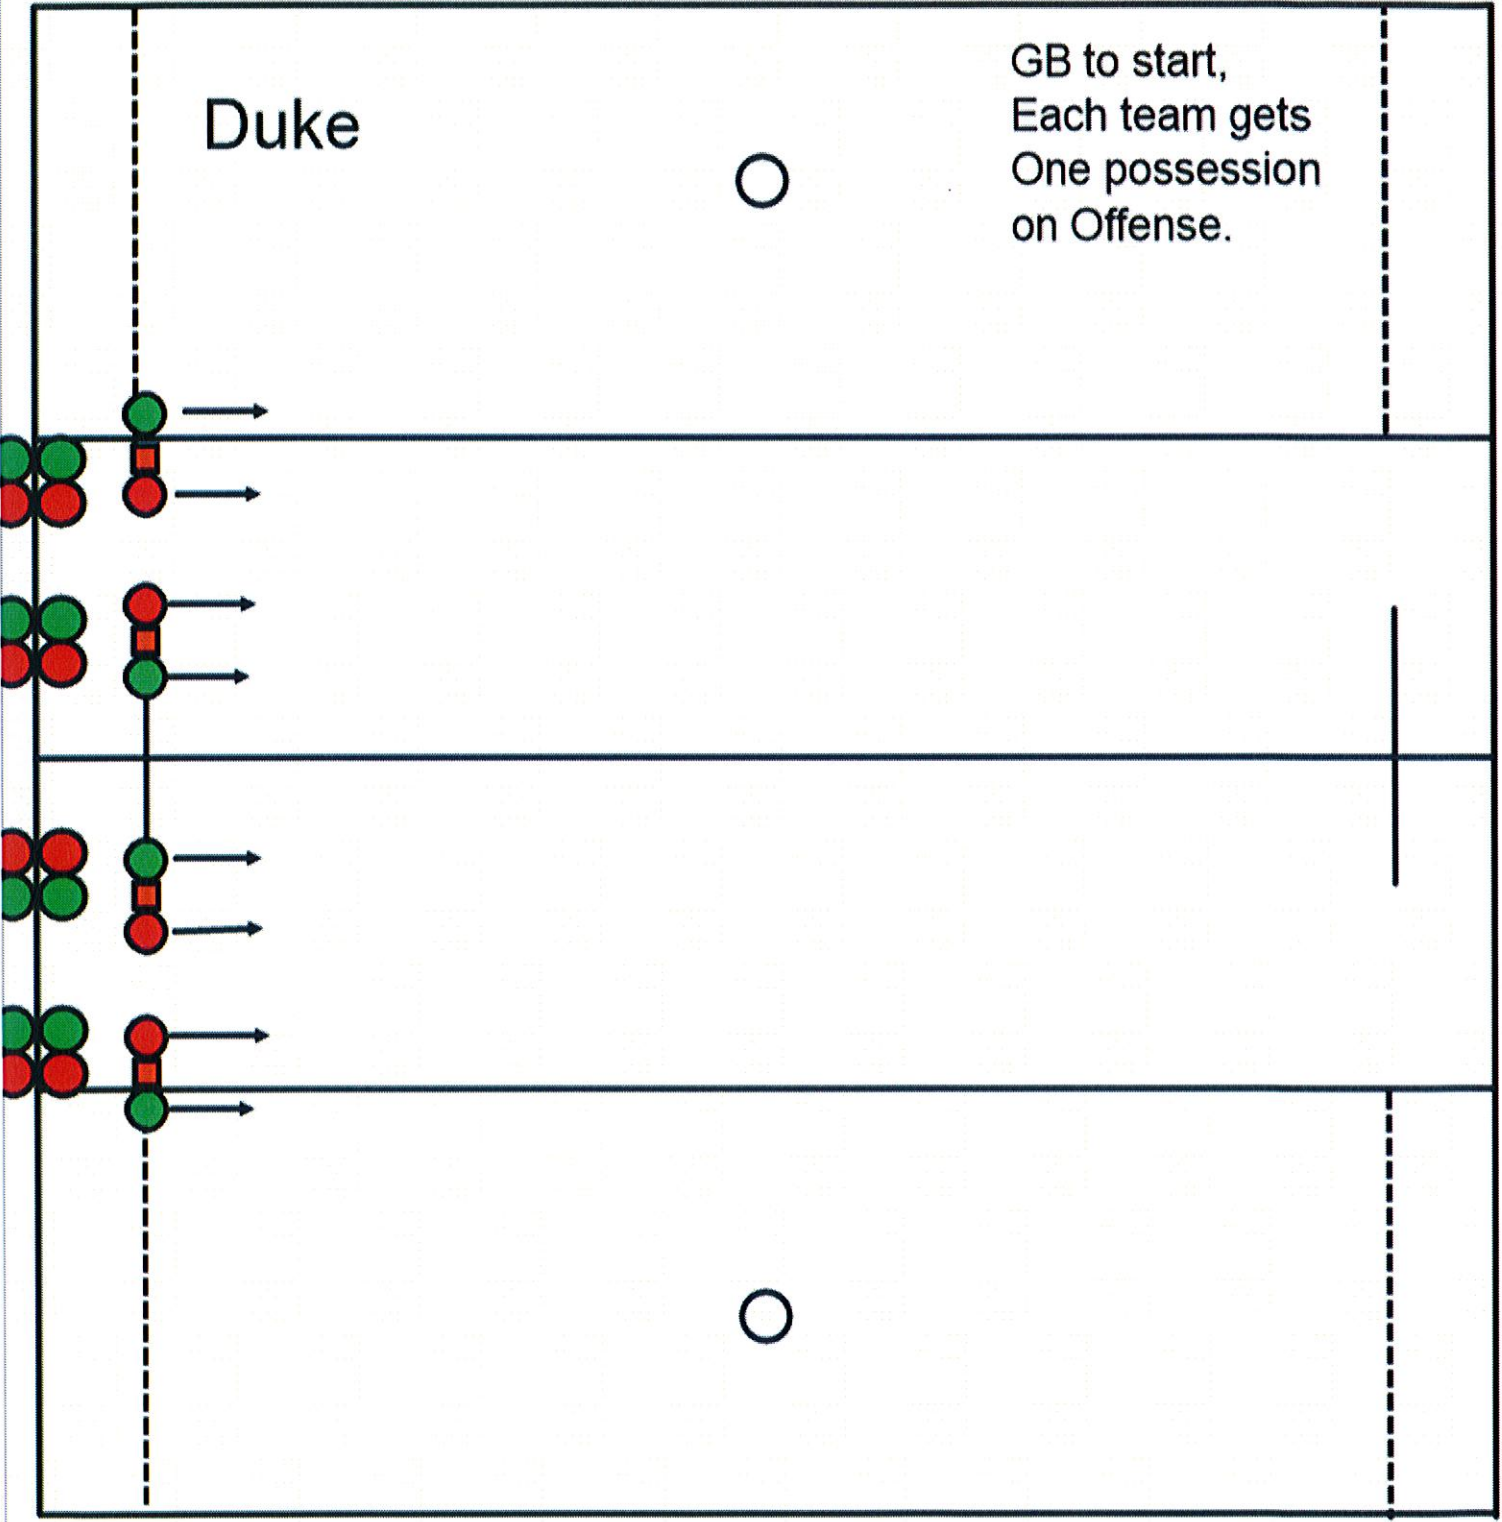 Duke
GB to start,
Each team gets
One possession
on Offense.